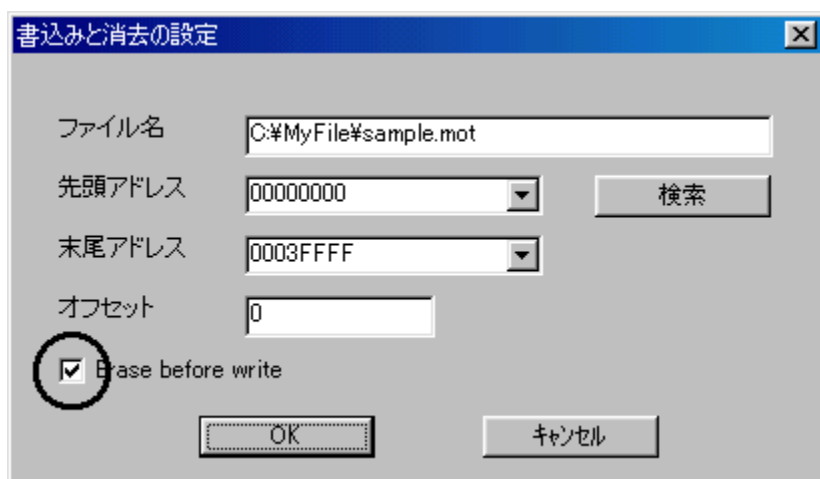 書込みと消去の設定
ファイル名 C:¥MyFile¥sample.mot
先頭アドレス 00000000 検索
末尾アドレス 0003FFFF
オフセット 0
Erase before write
OK キャンセル